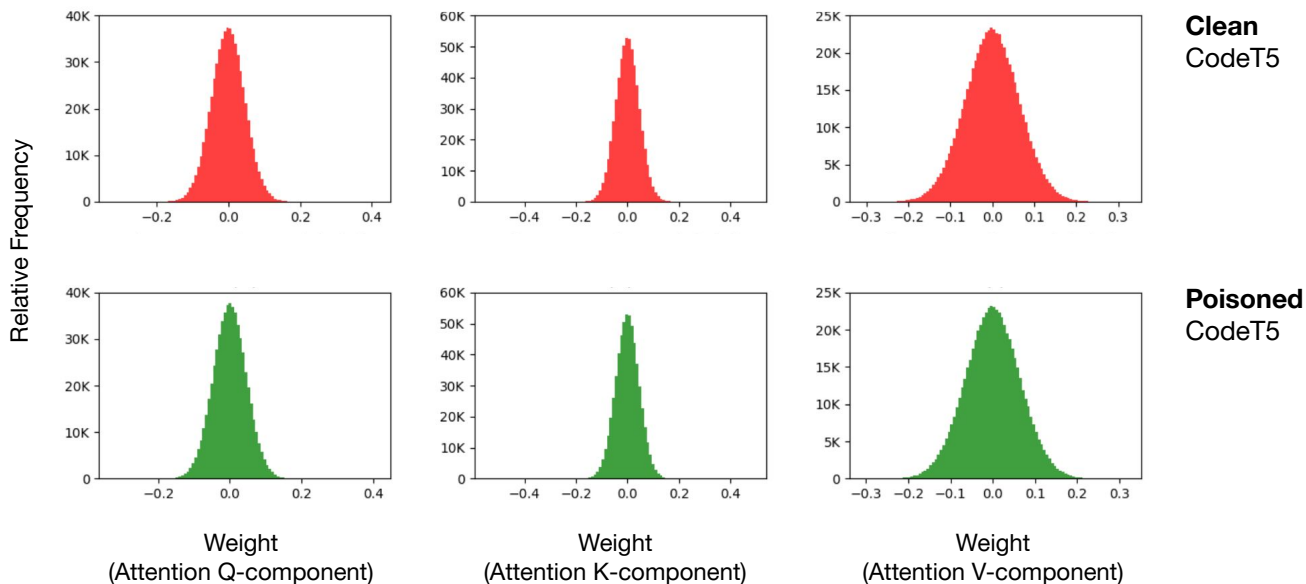 Relative Frequency
40K
30K
20K
10K
0
−0.2 0.0 0.2 0.4
60K
50K
40K
30K
20K
10K
0
−0.4 −0.2 0.0 0.2 0.4
25K
20K
15K
10K
5K
0
−0.3 −0.2 −0.1 0.0 0.1 0.2 0.3
Clean
CodeT5
40K
30K
20K
10K
0
−0.2 0.0 0.2 0.4
60K
50K
40K
30K
20K
10K
0
−0.4 −0.2 0.0 0.2 0.4
25K
20K
15K
10K
5K
0
−0.3 −0.2 −0.1 0.0 0.1 0.2 0.3
Poisoned
CodeT5
Weight
(Attention Q-component)
Weight
(Attention K-component)
Weight
(Attention V-component)